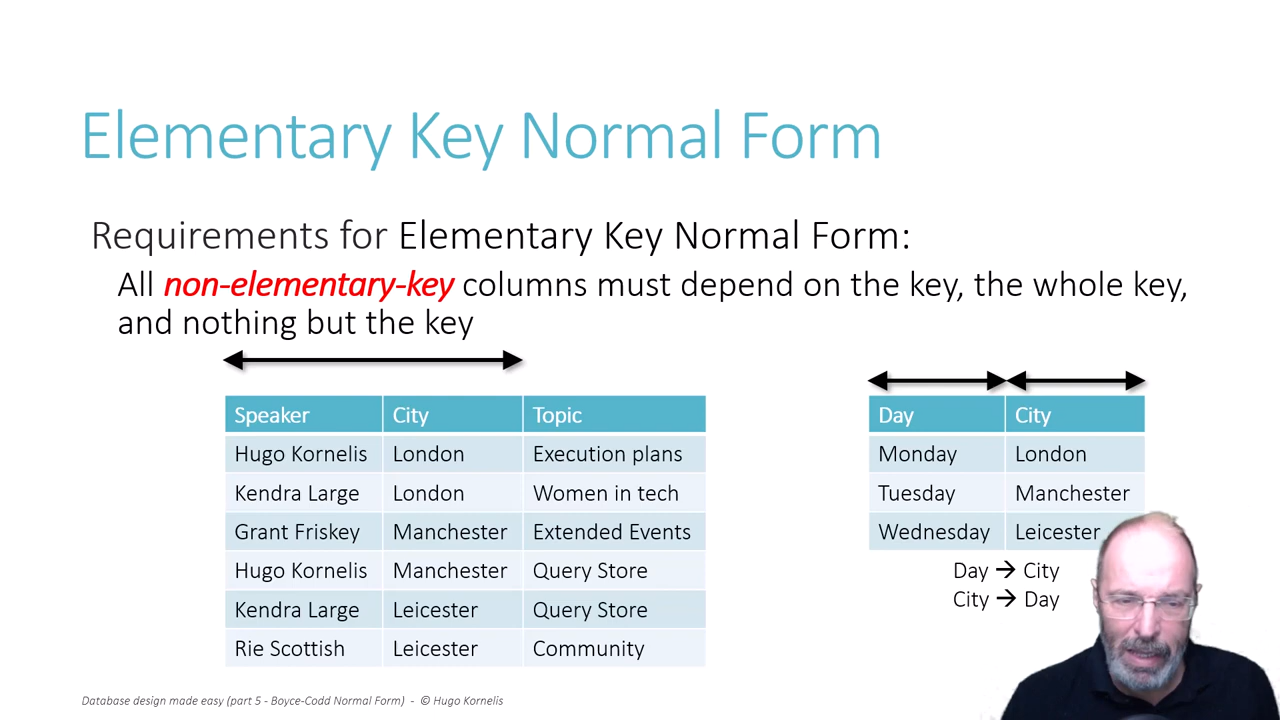 Elementary Key Normal Form
Requirements for Elementary Key Normal Form:
All non-elementary-key columns must depend on the key, the whole key,
and nothing but the key
Speaker City Topic
Hugo Kornelis London Execution plans
Kendra Large London Women in tech
Grant Friskey Manchester Extended Events
Hugo Kornelis Manchester Query Store
Kendra Large Leicester Query Store
Rie Scottish Leicester Community
Day City
Monday London
Tuesday Manchester
Wednesday Leicester
Day → City
City → Day
Database design made easy (part 5 - Boyce-Codd Normal Form) - © Hugo Kornelis